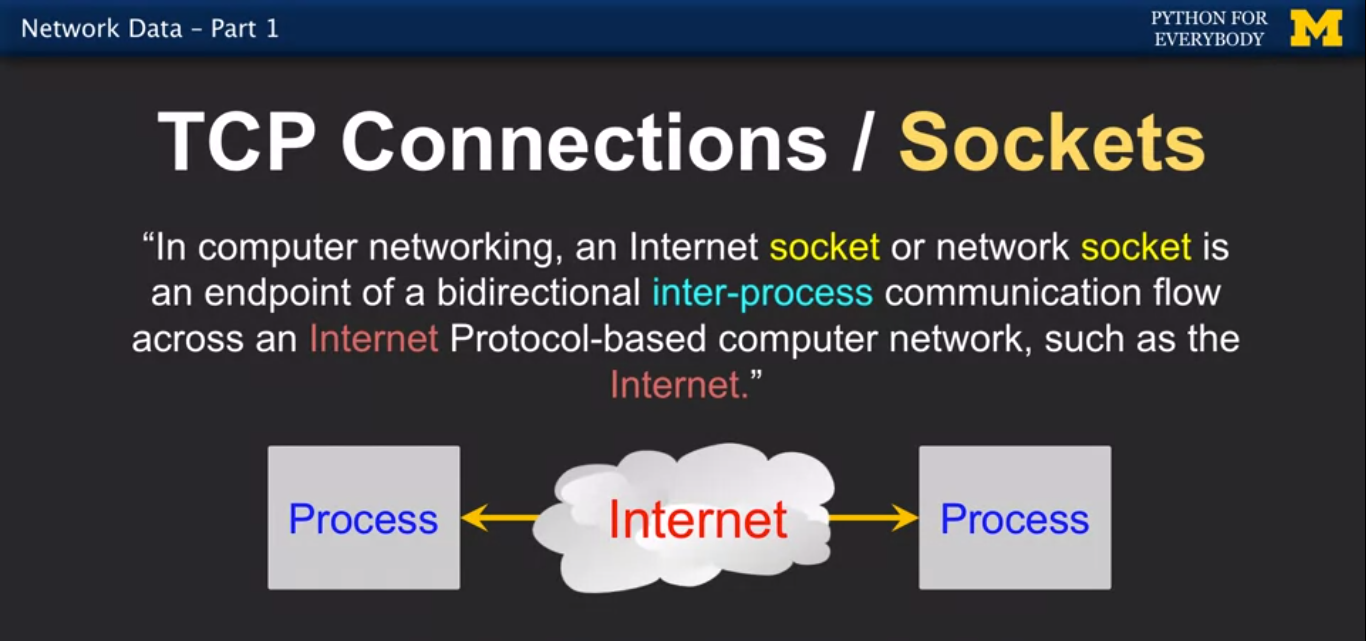 Network Data – Part 1
PYTHON FOR
EVERYBODY
M
TCP Connections / Sockets
“In computer networking, an Internet socket or network socket is
an endpoint of a bidirectional inter-process communication flow
across an Internet Protocol-based computer network, such as the
Internet.”
Process
Internet
Process